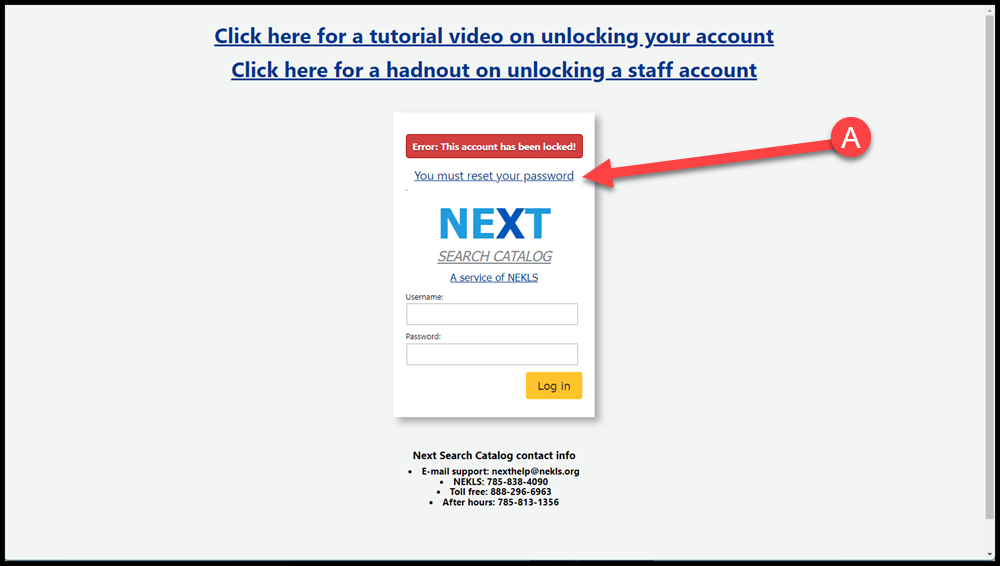 Click here for a tutorial video on unlocking your account
Click here for a hadnout on unlocking a staff account
Error: This account has been locked!
A
You must reset your password
.
NEXT
SEARCH CATALOG
A service of NEKLS
Username:
Password:
Log in
Next Search Catalog contact info
• E-mail support: nexthelp@nekls.org
• NEKLS: 785-838-4090
• Toll free: 888-296-6963
• After hours: 785-813-1356